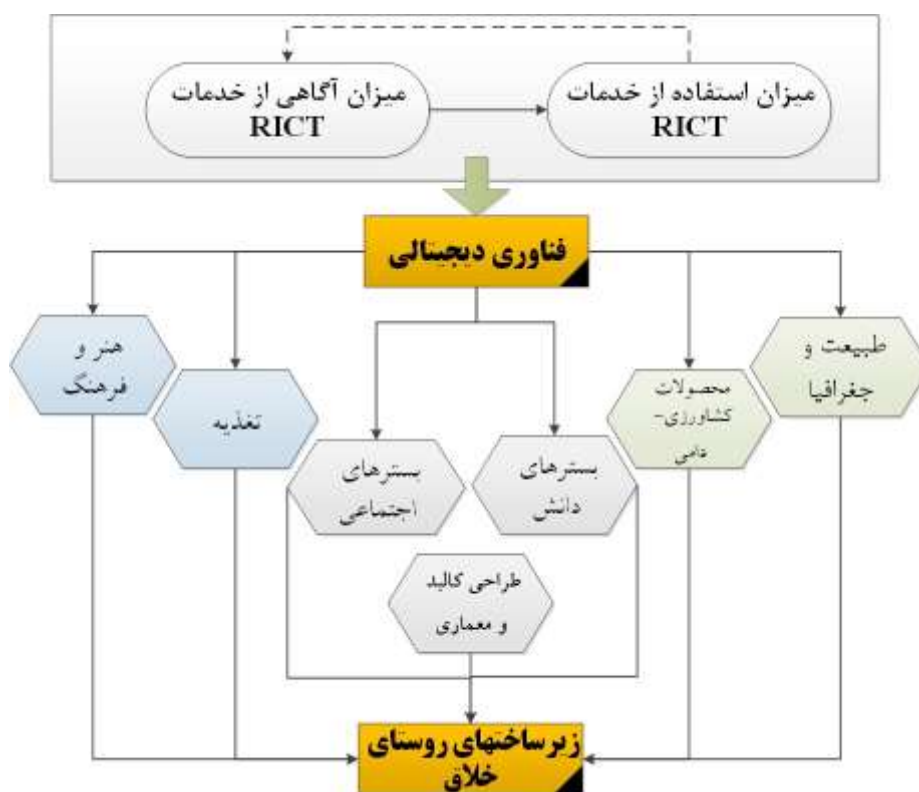 میزان آگاهی از خدمات
RICT
میزان استفاده از خدمات
RICT
فناوری دیجیتالی
هنر و
فرهنگ
تغذیه
بسترهای
اجتماعی
بسترهای
دانش
محصولات
کشاورزی-
طبیعت و
جغرافیا
طراحی کالبد
و معماری
زیرساختهای روستای
خلاق